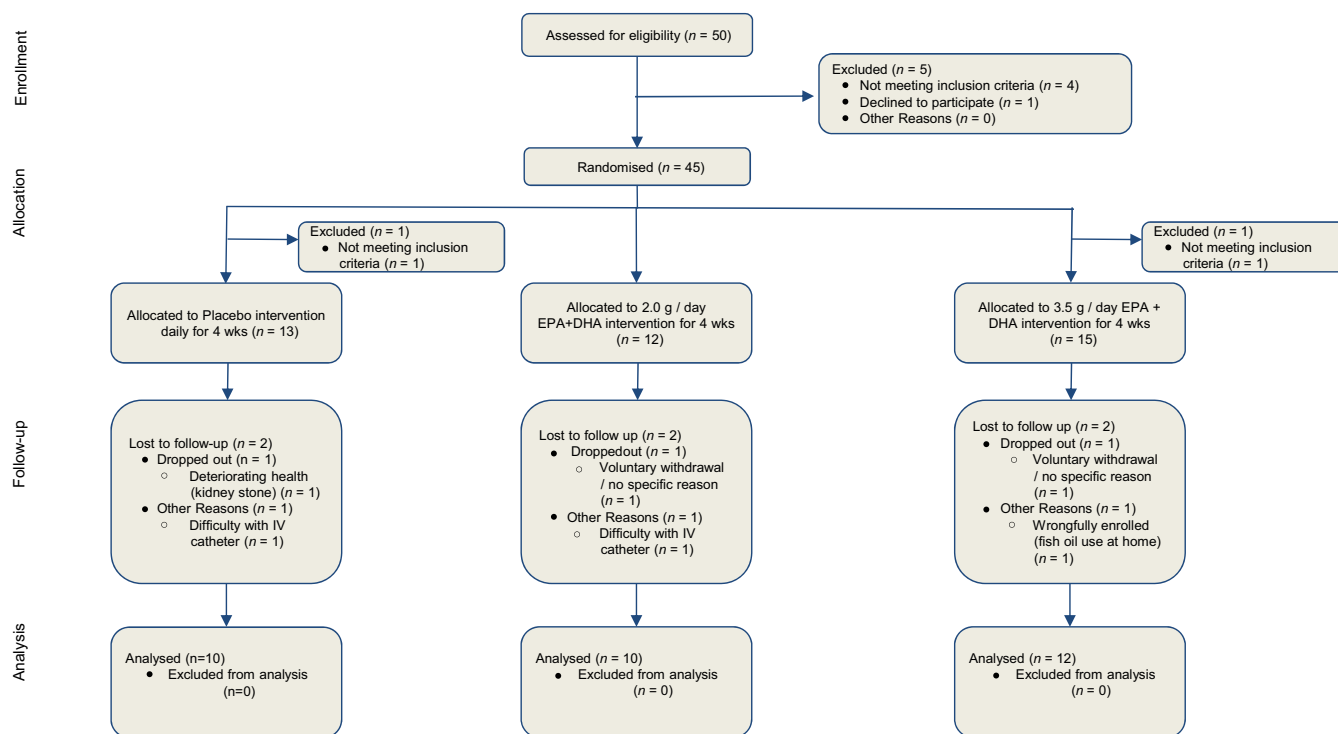 Enrollment
Assessed for eligibility (n = 50)
Excluded (n = 5)
● Not meeting inclusion criteria (n = 4)
● Declined to participate (n = 1)
● Other Reasons (n = 0)
Allocation
Randomised (n = 45)
Excluded (n = 1)
● Not meeting inclusion
criteria (n = 1)
Excluded (n = 1)
● Not meeting inclusion
criteria (n = 1)
Allocated to Placebo intervention
daily for 4 wks (n = 13)
Allocated to 2.0 g / day
EPA+DHA intervention for 4 wks
(n = 12)
Allocated to 3.5 g / day EPA +
DHA intervention for 4 wks
(n = 15)
Follow-up
Lost to follow-up (n = 2)
● Dropped out (n = 1)
○ Deteriorating health
(kidney stone) (n = 1)
● Other Reasons (n = 1)
○ Difficulty with IV
catheter (n = 1)
Lost to follow up (n = 2)
● Droppedout (n = 1)
○ Voluntary withdrawal
/ no specific reason
(n = 1)
● Other Reasons (n = 1)
○ Difficulty with IV
catheter (n = 1)
Lost to follow up (n = 2)
● Dropped out (n = 1)
○ Voluntary withdrawal
/ no specific reason
(n = 1)
● Other Reasons (n = 1)
○ Wrongfully enrolled
(fish oil use at home)
(n = 1)
Analysis
Analysed (n=10)
● Excluded from analysis
(n=0)
Analysed (n = 10)
● Excluded from analysis
(n = 0)
Analysed (n = 12)
● Excluded from analysis
(n = 0)